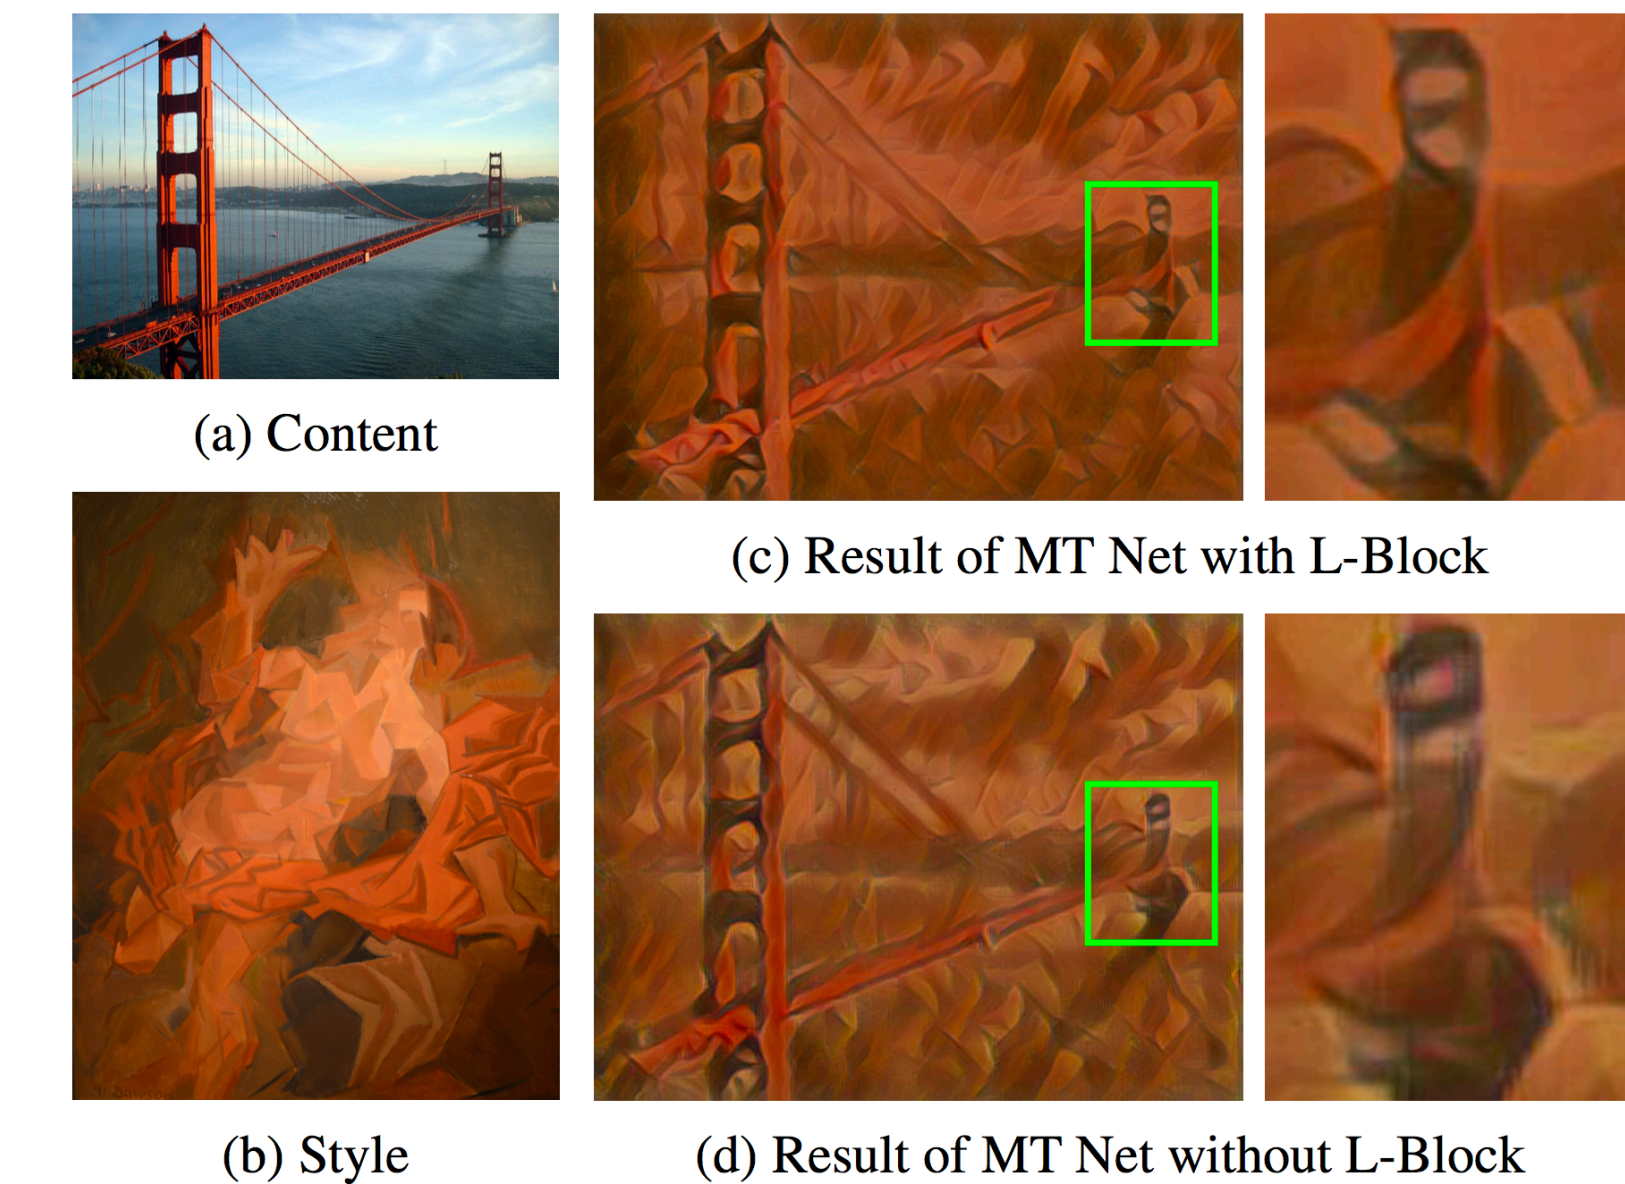 (a) Content
(c) Result of MT Net with L-Block
(b) Style
(d) Result of MT Net without L-Block